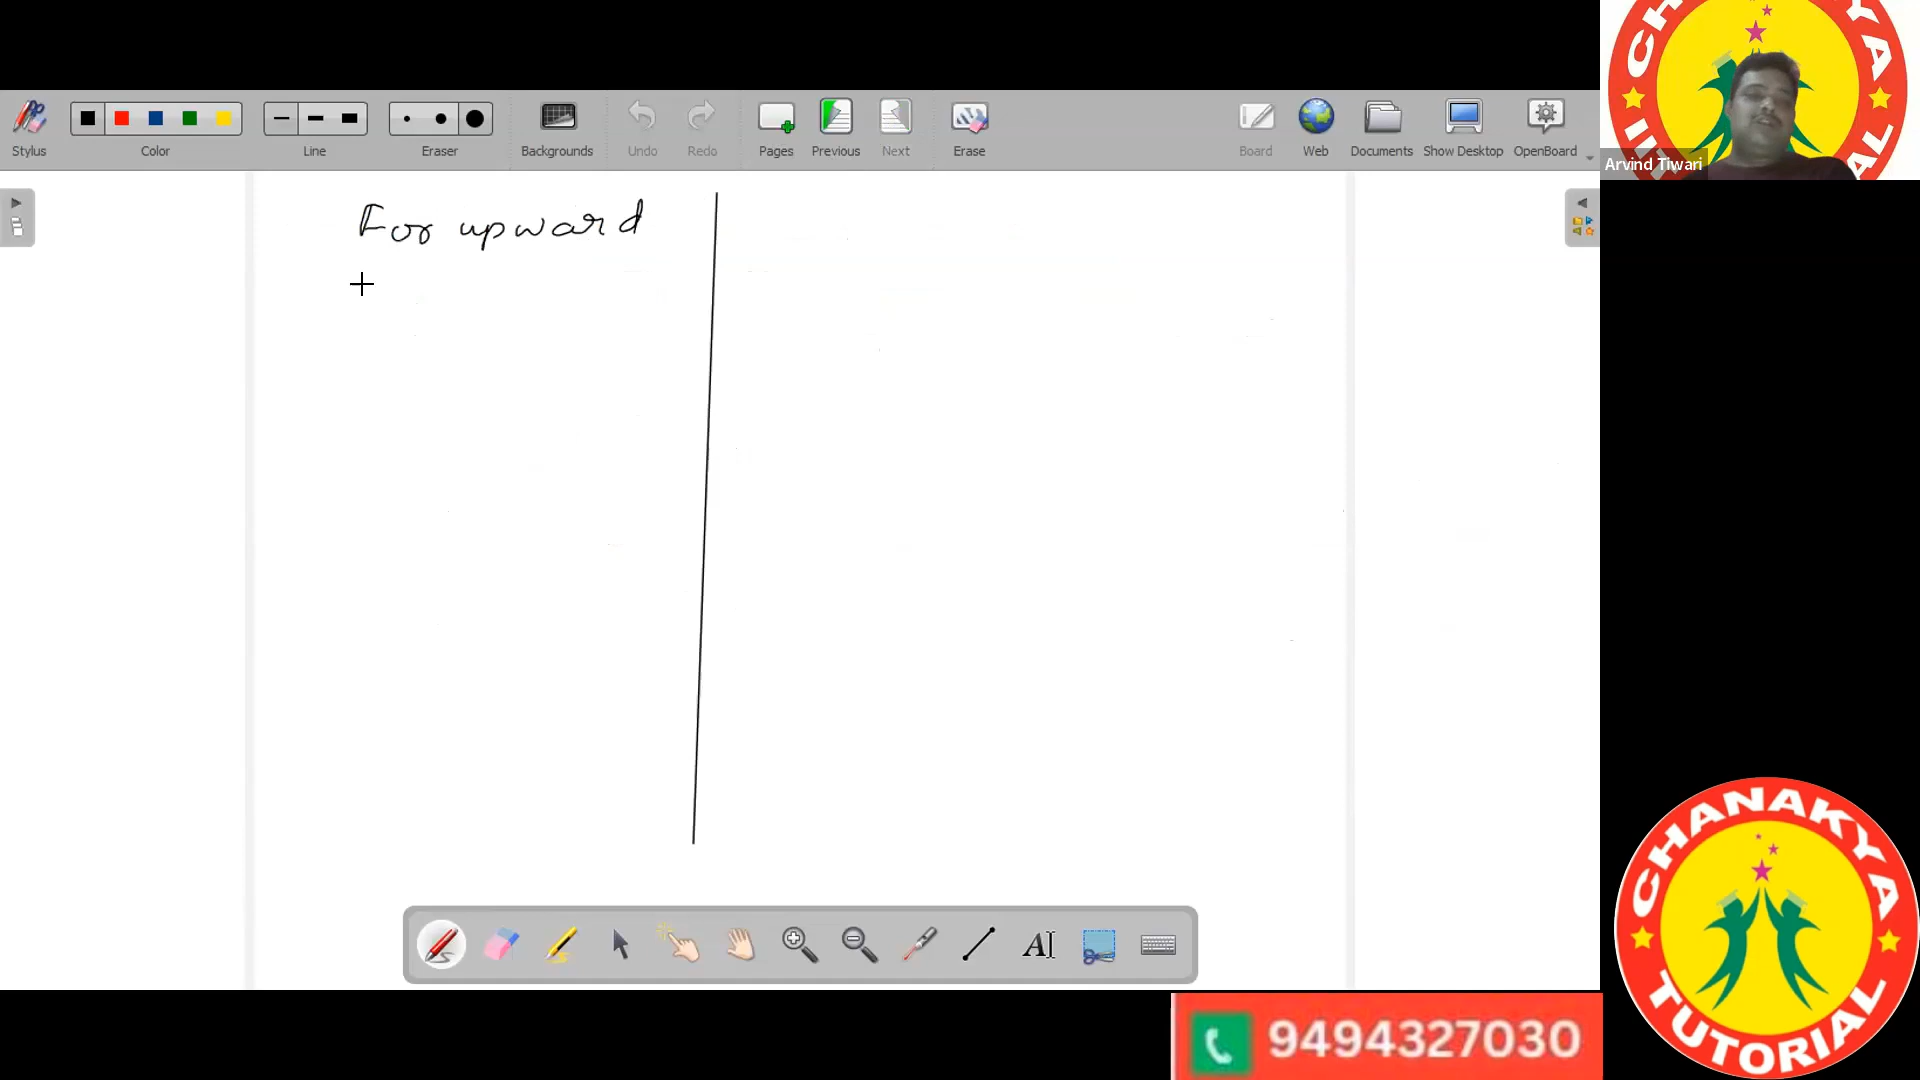 Stylus
Color
Line
Eraser
Backgrounds
Undo
Redo
Pages
Previous
Next
Erase
Board
Web
Documents
Show Desktop
OpenBoard
Arvind Tiwari
For upward
A
CHANAKYA
TUTORIAL
9494327030